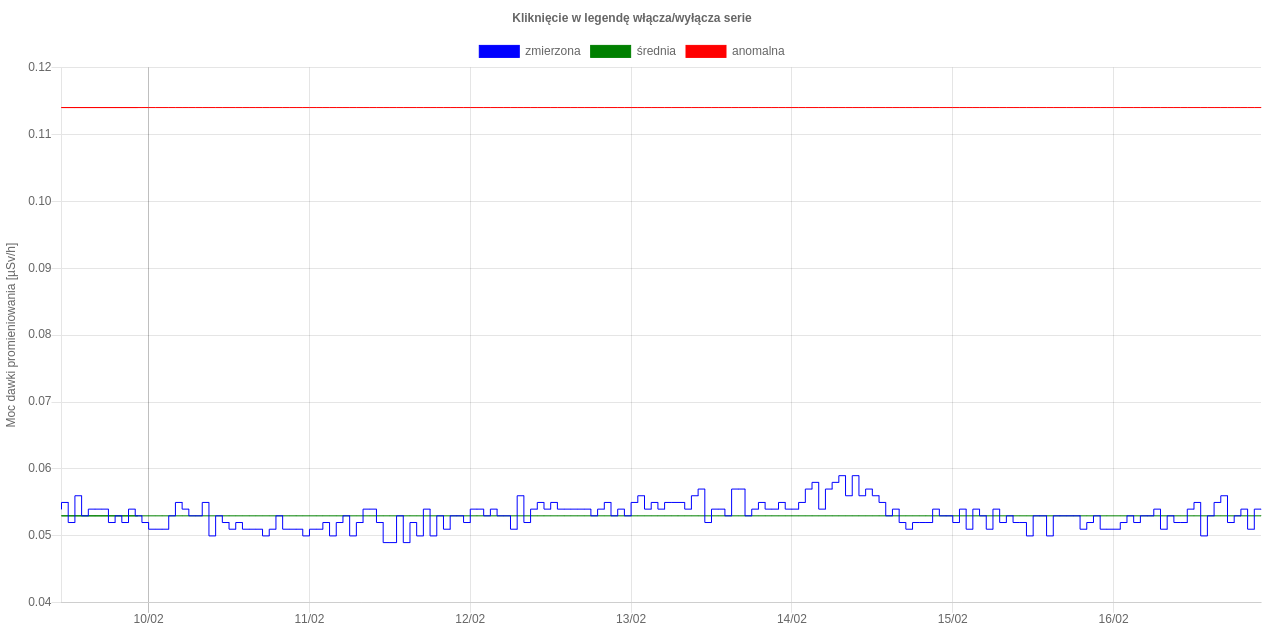 Kliknięcie w legendę włącza/wyłącza serie
zmierzona średnia anomalna
Moc dawki promieniowania [µSv/h]
0.12
0.11
0.10
0.09
0.08
0.07
0.06
0.05
0.04
10/02 11/02 12/02 13/02 14/02 15/02 16/02